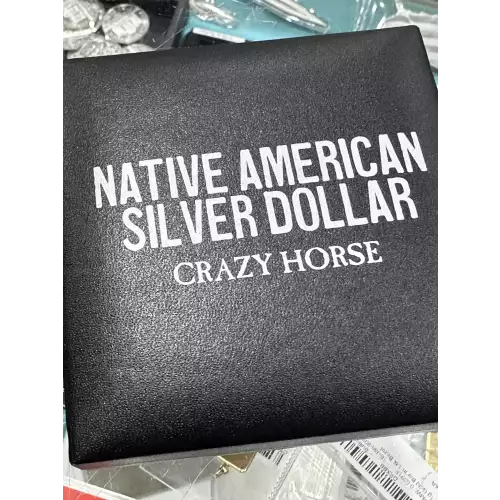 NATIVE AMERICAN
SILVER DOLLAR
CRAZY HORSE